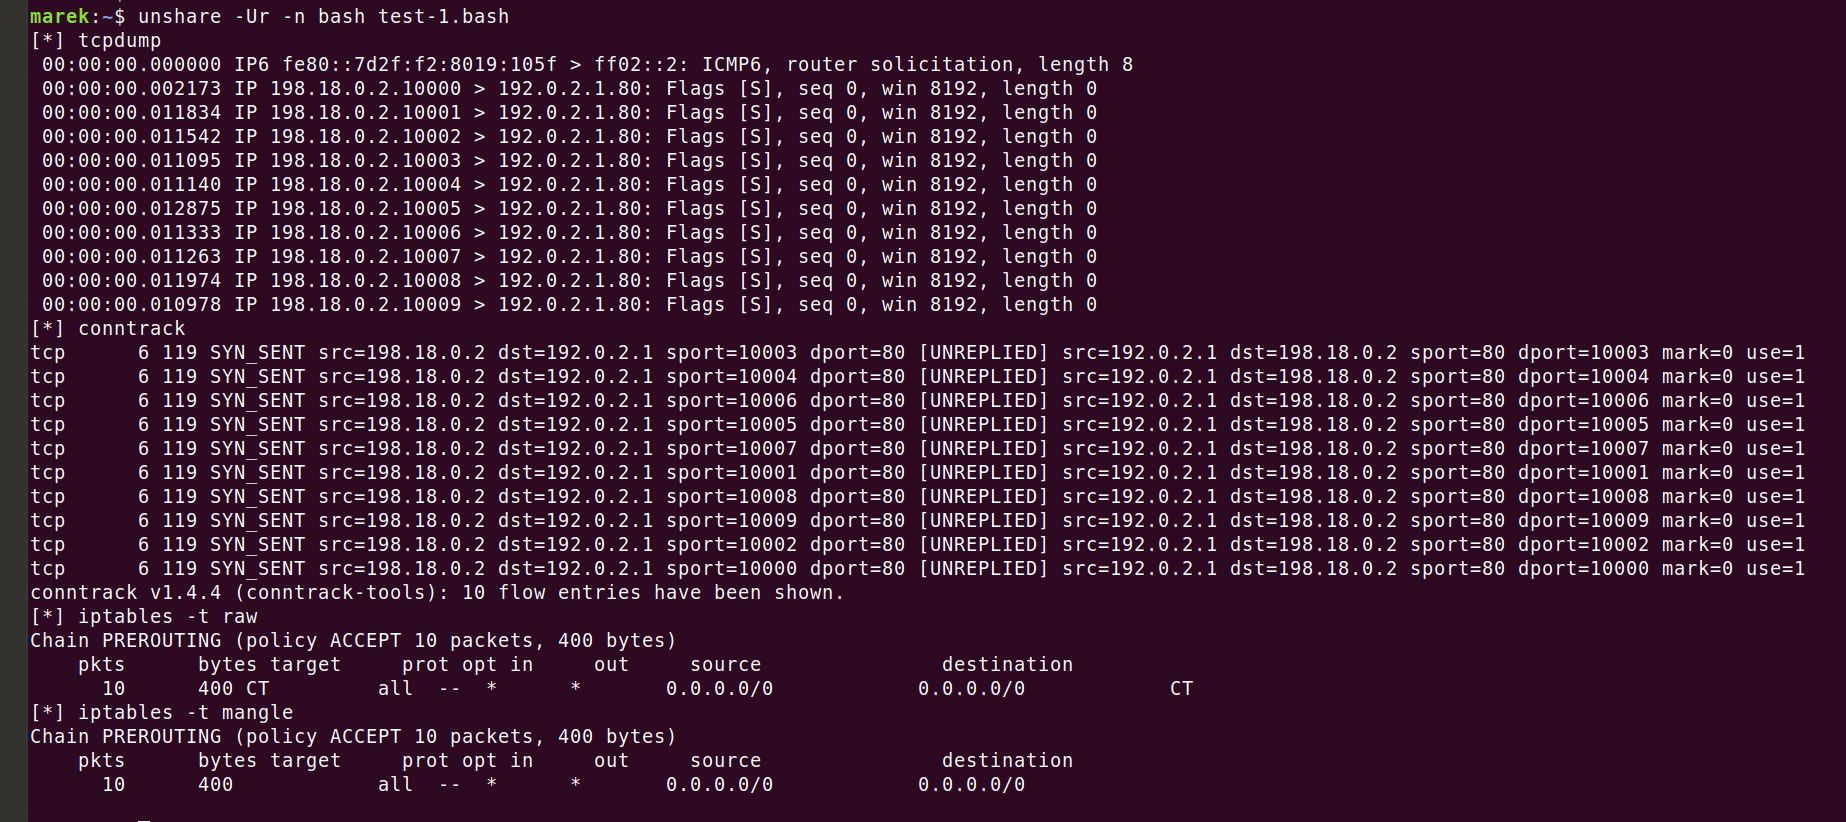 marek:~$ unshare -Ur -n bash test-1.bash
[*] tcpdump
 00:00:00.000000 IP6 fe80::7d2f:f2:8019:105f > ff02::2: ICMP6, router solicitation, length 8
 00:00:00.002173 IP 198.18.0.2.10000 > 192.0.2.1.80: Flags [S], seq 0, win 8192, length 0
 00:00:00.011834 IP 198.18.0.2.10001 > 192.0.2.1.80: Flags [S], seq 0, win 8192, length 0
 00:00:00.011542 IP 198.18.0.2.10002 > 192.0.2.1.80: Flags [S], seq 0, win 8192, length 0
 00:00:00.011095 IP 198.18.0.2.10003 > 192.0.2.1.80: Flags [S], seq 0, win 8192, length 0
 00:00:00.011140 IP 198.18.0.2.10004 > 192.0.2.1.80: Flags [S], seq 0, win 8192, length 0
 00:00:00.012875 IP 198.18.0.2.10005 > 192.0.2.1.80: Flags [S], seq 0, win 8192, length 0
 00:00:00.011333 IP 198.18.0.2.10006 > 192.0.2.1.80: Flags [S], seq 0, win 8192, length 0
 00:00:00.011263 IP 198.18.0.2.10007 > 192.0.2.1.80: Flags [S], seq 0, win 8192, length 0
 00:00:00.011974 IP 198.18.0.2.10008 > 192.0.2.1.80: Flags [S], seq 0, win 8192, length 0
 00:00:00.010978 IP 198.18.0.2.10009 > 192.0.2.1.80: Flags [S], seq 0, win 8192, length 0
[*] conntrack
tcp      6 119 SYN_SENT src=198.18.0.2 dst=192.0.2.1 sport=10003 dport=80 [UNREPLIED] src=192.0.2.1 dst=198.18.0.2 sport=80 dport=10003 mark=0 use=1
tcp      6 119 SYN_SENT src=198.18.0.2 dst=192.0.2.1 sport=10004 dport=80 [UNREPLIED] src=192.0.2.1 dst=198.18.0.2 sport=80 dport=10004 mark=0 use=1
tcp      6 119 SYN_SENT src=198.18.0.2 dst=192.0.2.1 sport=10006 dport=80 [UNREPLIED] src=192.0.2.1 dst=198.18.0.2 sport=80 dport=10006 mark=0 use=1
tcp      6 119 SYN_SENT src=198.18.0.2 dst=192.0.2.1 sport=10005 dport=80 [UNREPLIED] src=192.0.2.1 dst=198.18.0.2 sport=80 dport=10005 mark=0 use=1
tcp      6 119 SYN_SENT src=198.18.0.2 dst=192.0.2.1 sport=10007 dport=80 [UNREPLIED] src=192.0.2.1 dst=198.18.0.2 sport=80 dport=10007 mark=0 use=1
tcp      6 119 SYN_SENT src=198.18.0.2 dst=192.0.2.1 sport=10001 dport=80 [UNREPLIED] src=192.0.2.1 dst=198.18.0.2 sport=80 dport=10001 mark=0 use=1
tcp      6 119 SYN_SENT src=198.18.0.2 dst=192.0.2.1 sport=10008 dport=80 [UNREPLIED] src=192.0.2.1 dst=198.18.0.2 sport=80 dport=10008 mark=0 use=1
tcp      6 119 SYN_SENT src=198.18.0.2 dst=192.0.2.1 sport=10009 dport=80 [UNREPLIED] src=192.0.2.1 dst=198.18.0.2 sport=80 dport=10009 mark=0 use=1
tcp      6 119 SYN_SENT src=198.18.0.2 dst=192.0.2.1 sport=10002 dport=80 [UNREPLIED] src=192.0.2.1 dst=198.18.0.2 sport=80 dport=10002 mark=0 use=1
tcp      6 119 SYN_SENT src=198.18.0.2 dst=192.0.2.1 sport=10000 dport=80 [UNREPLIED] src=192.0.2.1 dst=198.18.0.2 sport=80 dport=10000 mark=0 use=1
conntrack v1.4.4 (conntrack-tools): 10 flow entries have been shown.
[*] iptables -t raw
Chain PREROUTING (policy ACCEPT 10 packets, 400 bytes)
    pkts      bytes target     prot opt in     out     source               destination
      10      400 CT         all  --  *      *       0.0.0.0/0            0.0.0.0/0            CT
[*] iptables -t mangle
Chain PREROUTING (policy ACCEPT 10 packets, 400 bytes)
    pkts      bytes target     prot opt in     out     source               destination
      10      400            all  --  *      *       0.0.0.0/0            0.0.0.0/0